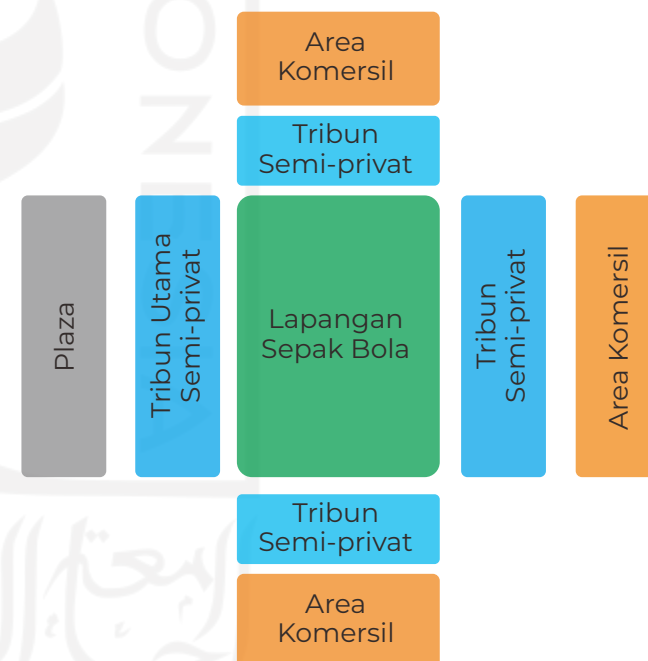 Area
Komersil
Tribun
Semi-privat
Plaza
Tribun Utama
Semi-privat
Lapangan
Sepak Bola
Tribun
Semi-privat
Area Komersil
Tribun
Semi-privat
Area
Komersil